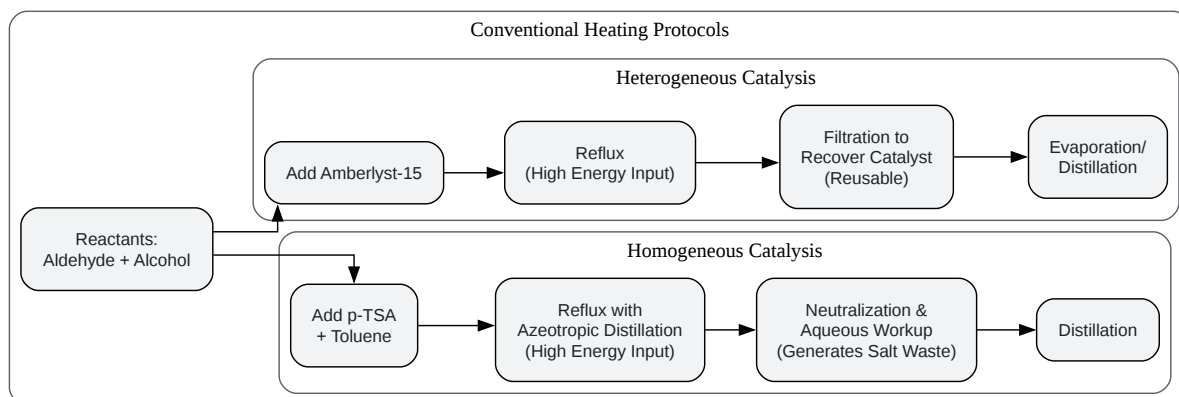 Conventional Heating Protocols
Heterogeneous Catalysis
Add Amberlyst-15
Reflux
(High Energy Input)
Filtration to
Recover Catalyst
(Reusable)
Evaporation/
Distillation
Reactants:
Aldehyde + Alcohol
Homogeneous Catalysis
Add p-TSA
+ Toluene
Reflux with
Azeotropic Distillation
(High Energy Input)
Neutralization &
Aqueous Workup
(Generates Salt Waste)
Distillation